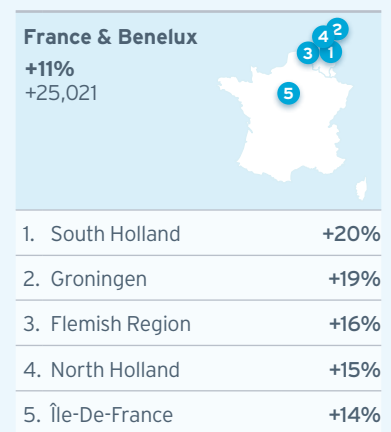 France & Benelux
+11%
+25,021
4 2
3 1
5
1. South Holland +20%
2. Groningen +19%
3. Flemish Region +16%
4. North Holland +15%
5. Île-De-France +14%